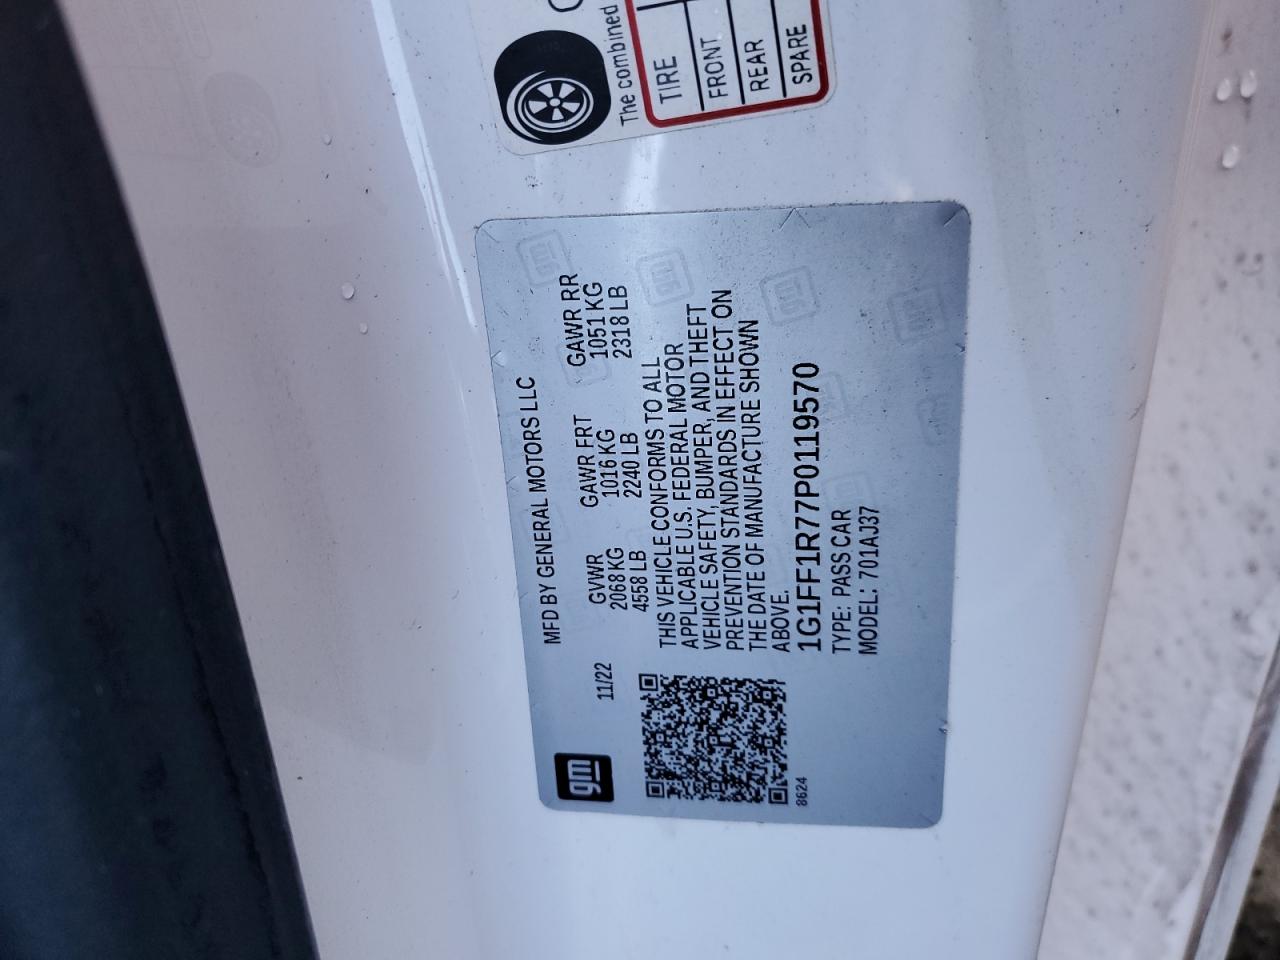 The combined
TIRE
FRONT
REAR
SPARE
MFD BY GENERAL MOTORS LLC
11/22 GVWR GAWR FRT GAWR RR
2068 KG 1016 KG 1051 KG
4558 LB 2240 LB 2318 LB
THIS VEHICLE CONFORMS TO ALL
APPLICABLE U.S. FEDERAL MOTOR
VEHICLE SAFETY, BUMPER, AND THEFT
PREVENTION STANDARDS IN EFFECT ON
THE DATE OF MANUFACTURE SHOWN
ABOVE.
1G1FF1R77P0119570
TYPE: PASS CAR
MODEL: 701AJ37
gm
8624